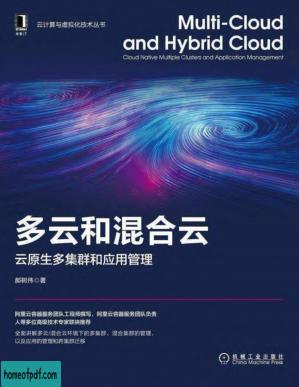 云计算与虚拟化技术丛书
Multi-Cloud
and Hybrid Cloud
Cloud Native Multiple Clusters and Application Management
多云和混合云
云原生多集群和应用管理
郝树伟 著
阿里云容器服务团队工程师撰写，阿里云容器服务团队负责
人等多位高级技术专家联袂推荐
全面讲解多云/混合云环境下的多集群、混合集群的管理，
以及应用的管理和跨集群迁移
homeofpdf.com
机械工业出版社